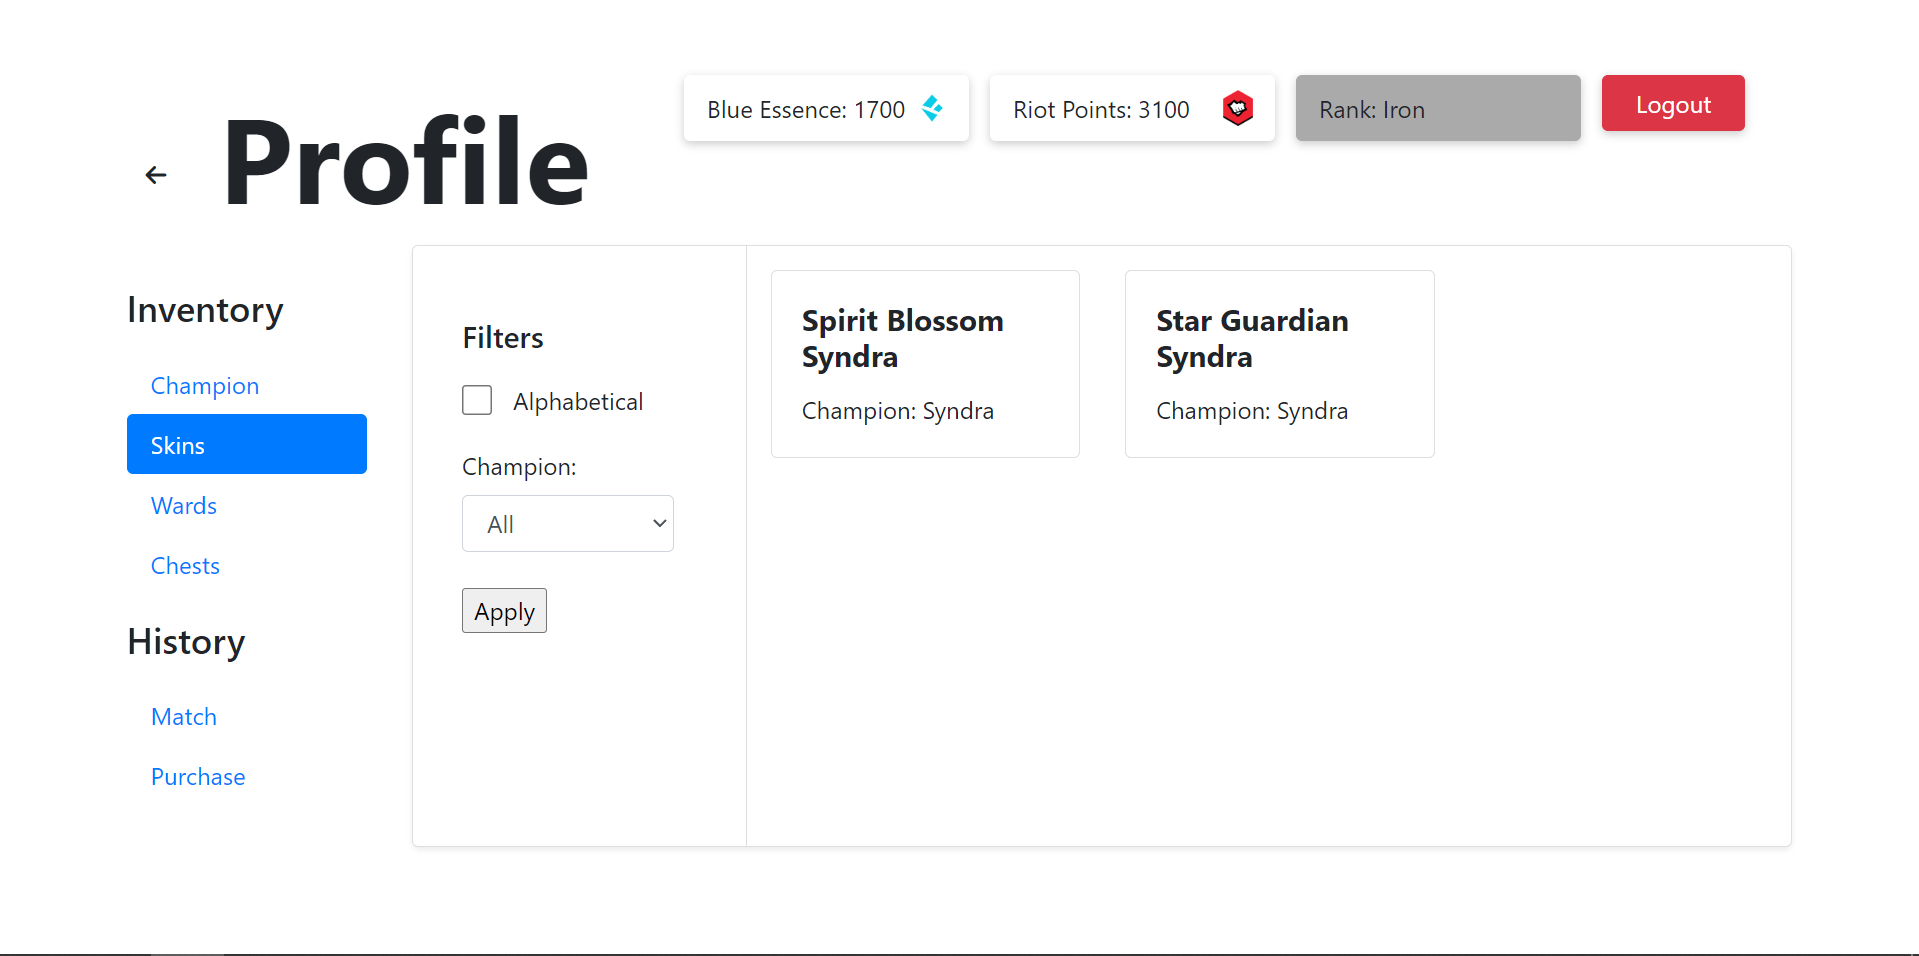 Profile
Blue Essence: 1700
Riot Points: 3100
Rank: Iron
Logout
Inventory
Champion
Skins
Wards
Chests
History
Match
Purchase
Filters
Alphabetical
Champion:
All
Apply
Spirit Blossom
Syndra
Champion: Syndra
Star Guardian
Syndra
Champion: Syndra